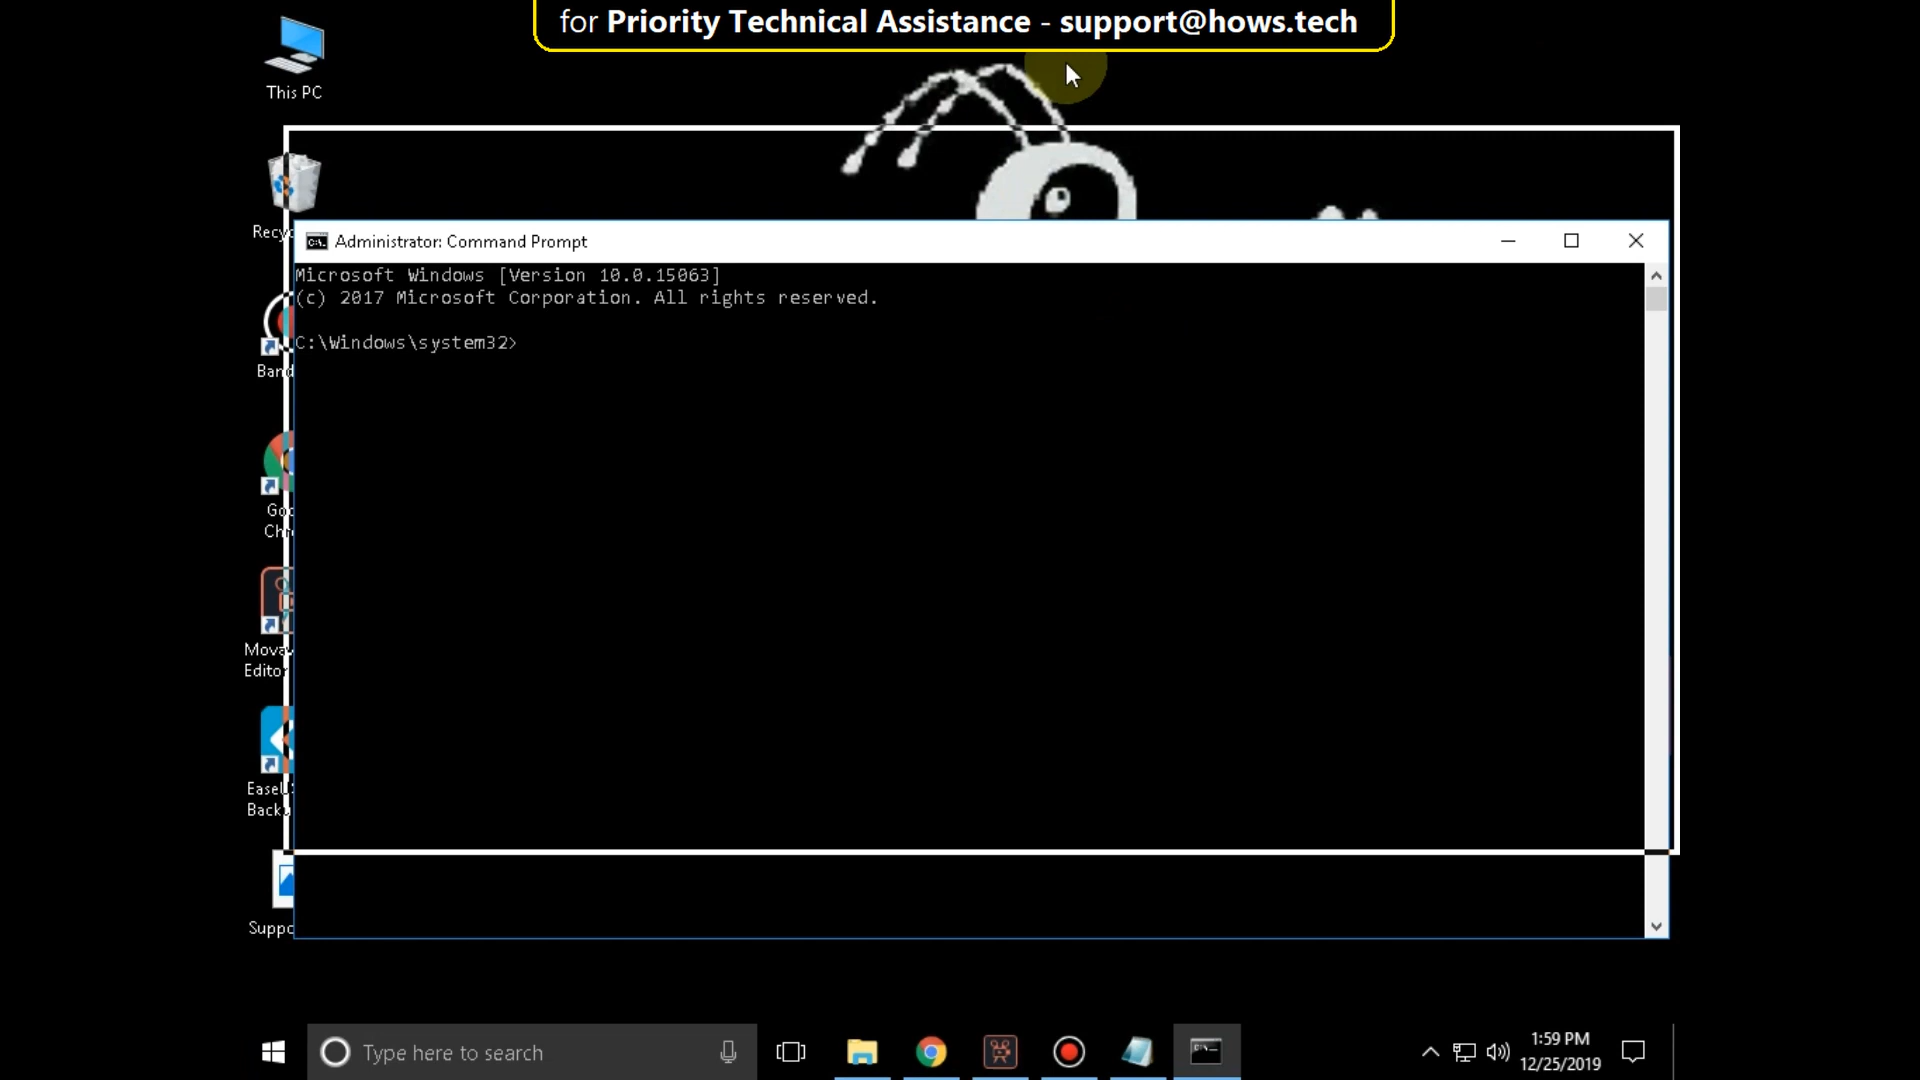 for Priority Technical Assistance - support@hows.tech
This PC
Administrator: Command Prompt
Microsoft Windows [Version 10.0.15063]
(c) 2017 Microsoft Corporation. All rights reserved.
C:\Windows\system32>
Type here to search
1:59 PM
12/25/2019